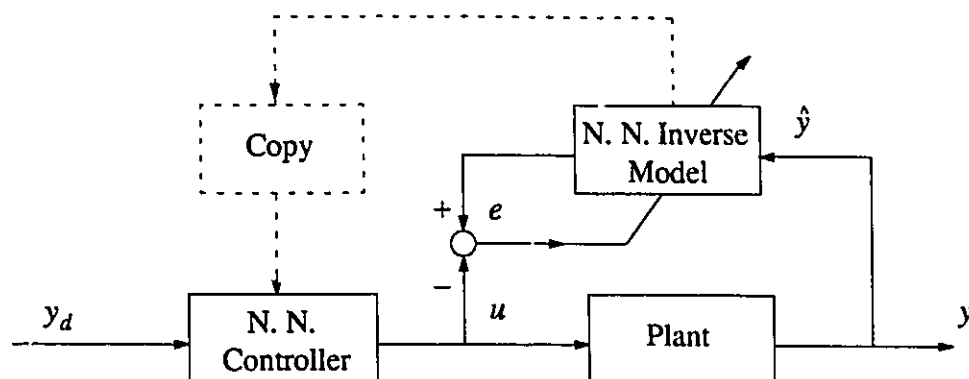 Copy
N. N. Inverse
Model
ŷ
+
e
−
y_d
N. N.
Controller
u
Plant
y